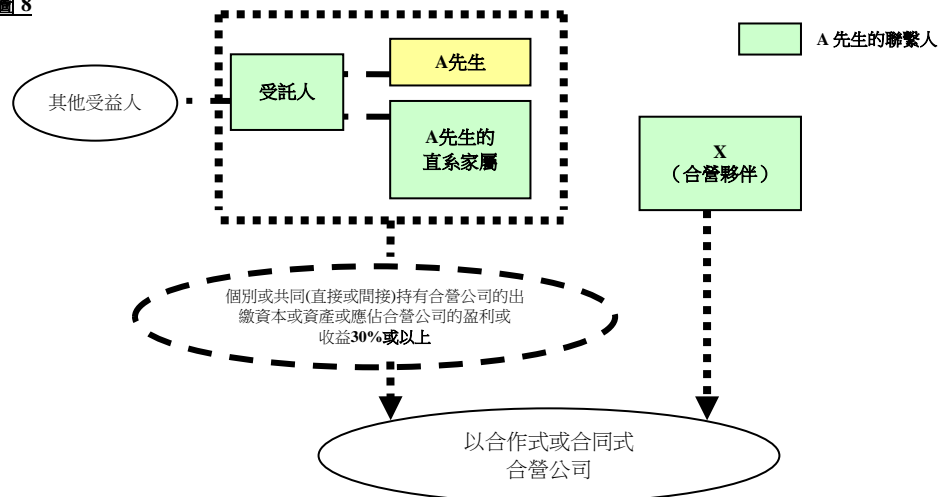 圖 8
A 先生的聯繫人
A先生
受託人
其他受益人
A先生的
直系家屬
X
（合營夥伴）
個別或共同(直接或間接)持有合營公司的出
繳資本或資產或應佔合營公司的盈利或
收益30%或以上
以合作式或合同式
合營公司